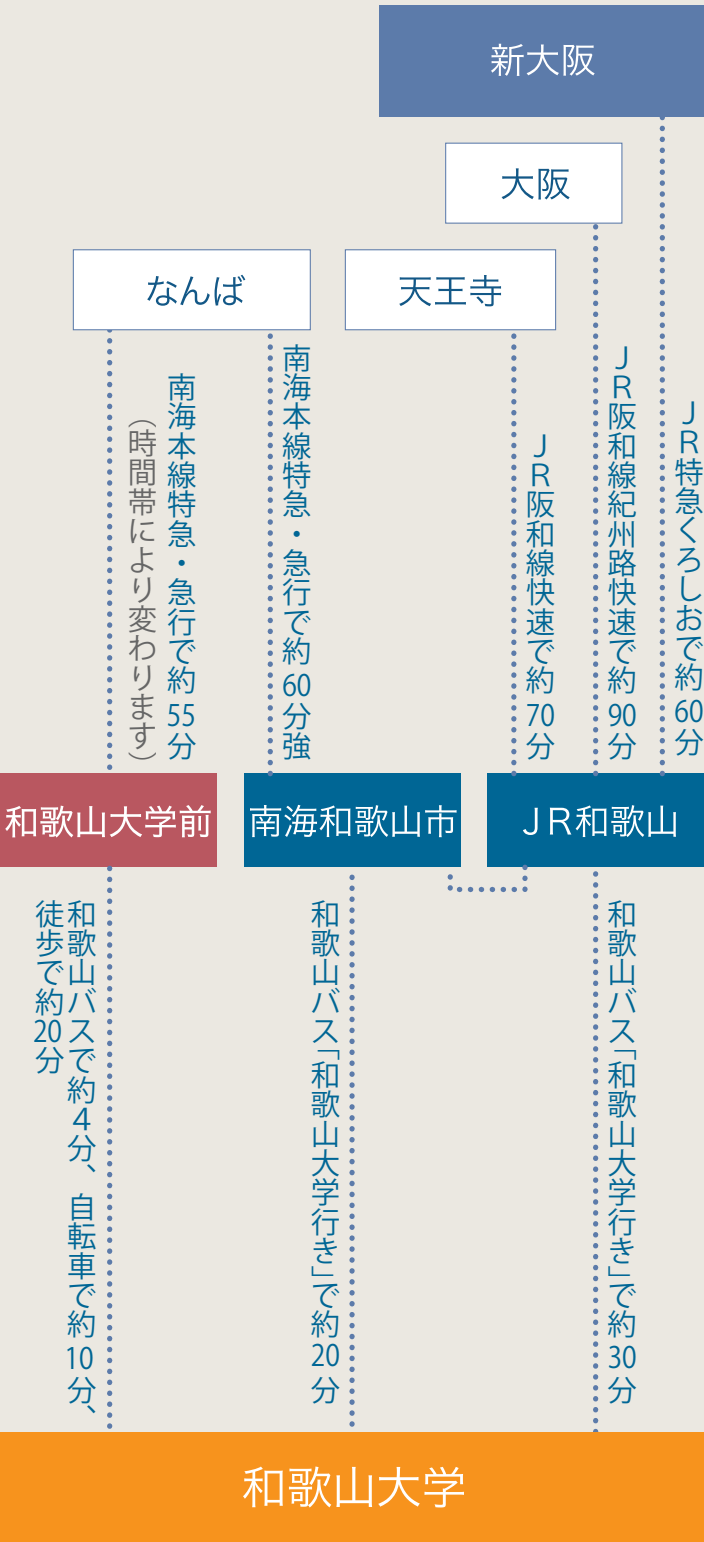 新大阪
大阪
なんば
天王寺
JR特急くろしおで約60分
JR阪和線紀州路快速で約90分
JR阪和線快速で約70分
南海本線特急・急行で約60分強
南海本線特急・急行で約55分
（時間帯により変わります）
和歌山大学前
南海和歌山市
JR和歌山
和歌山バス「和歌山大学行き」で約30分
和歌山バス「和歌山大学行き」で約20分
和歌山バスで約4分、自転車で約10分、
徒歩で約20分
和歌山大学